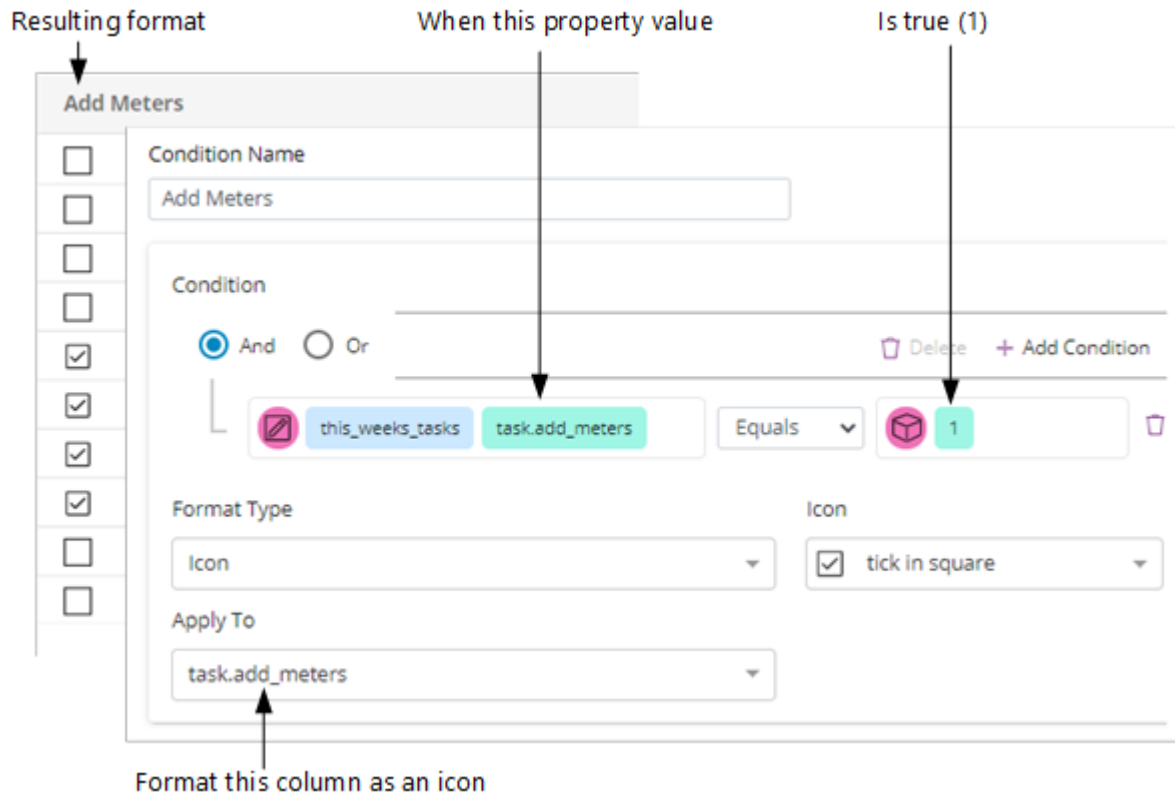 Resulting format When this property value Is true (1)
Add Meters
Condition Name
Add Meters
Condition
And Or Delete + Add Condition
this_weeks_tasks task.add_meters Equals 1
Format Type Icon
Icon tick in square
Apply To
task.add_meters
Format this column as an icon